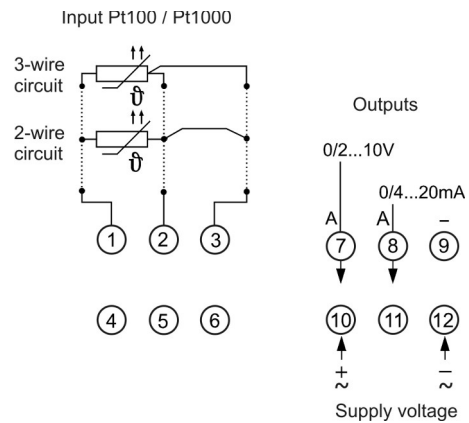 Input Pt100 / Pt1000
3-wire
circuit
ϑ
2-wire
circuit
ϑ
Outputs
0/2...10V
0/4...20mA
A A –
1 2 3 7 8 9
4 5 6 10 11 12
+ –
~ ~
Supply voltage